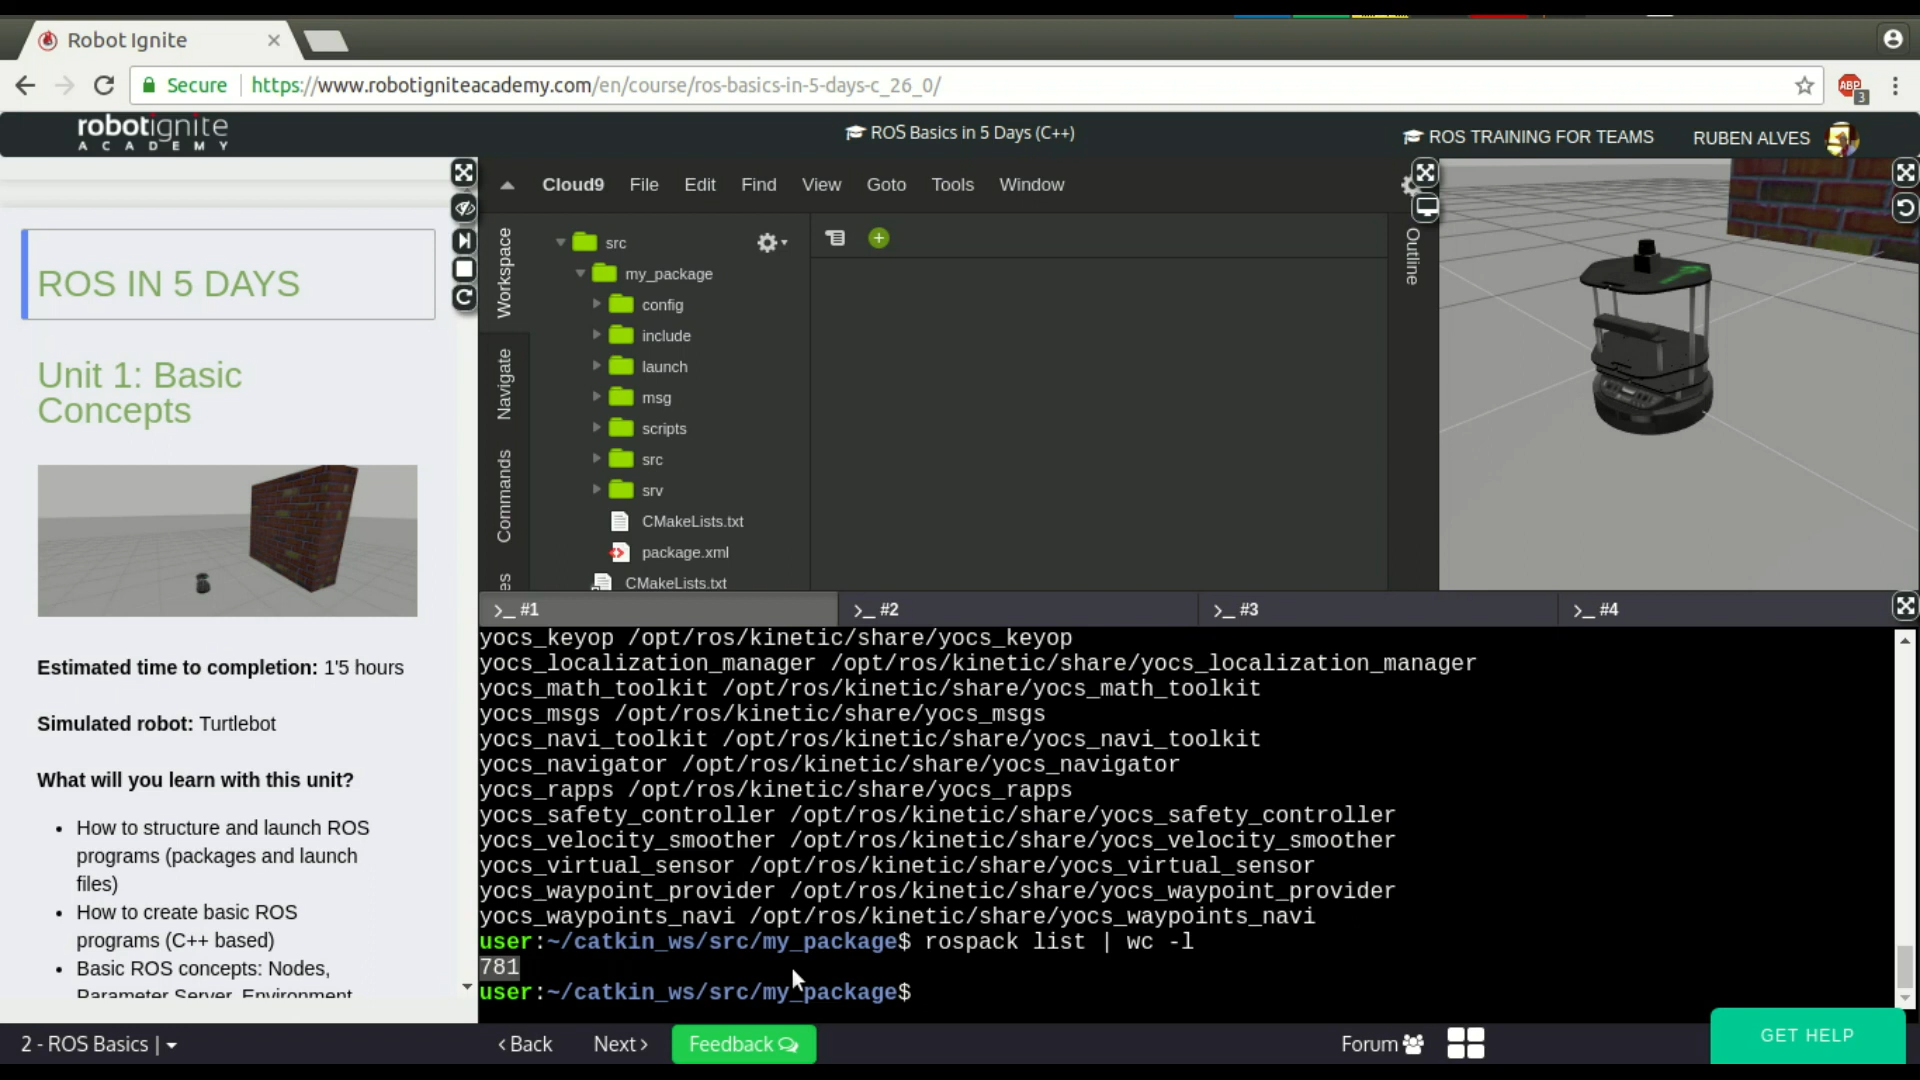 Robot Ignite
Secure
https://www.robotigniteacademy.com/en/course/ros-basics-in-5-days-c_26_0/
ABP
3
robotignite
ACADEMY
ROS Basics in 5 Days (C++)
ROS TRAINING FOR TEAMS
RUBEN ALVES
ROS IN 5 DAYS
Unit 1: Basic
Concepts
Estimated time to completion: 1'5 hours
Simulated robot: Turtlebot
What will you learn with this unit?
• How to structure and launch ROS
programs (packages and launch
files)
• How to create basic ROS
programs (C++ based)
• Basic ROS concepts: Nodes,
Parameter Server, Environment
Cloud9 File Edit Find View Goto Tools Window
Workspace
Navigate
Commands
es
src
my_package
config
include
launch
msg
scripts
src
srv
CMakeLists.txt
package.xml
CMakeLists.txt
Outline
>_ #1
>_ #2
>_ #3
>_ #4
yocs_keyop /opt/ros/kinetic/share/yocs_keyop
yocs_localization_manager /opt/ros/kinetic/share/yocs_localization_manager
yocs_math_toolkit /opt/ros/kinetic/share/yocs_math_toolkit
yocs_msgs /opt/ros/kinetic/share/yocs_msgs
yocs_navi_toolkit /opt/ros/kinetic/share/yocs_navi_toolkit
yocs_navigator /opt/ros/kinetic/share/yocs_navigator
yocs_rapps /opt/ros/kinetic/share/yocs_rapps
yocs_safety_controller /opt/ros/kinetic/share/yocs_safety_controller
yocs_velocity_smoother /opt/ros/kinetic/share/yocs_velocity_smoother
yocs_virtual_sensor /opt/ros/kinetic/share/yocs_virtual_sensor
yocs_waypoint_provider /opt/ros/kinetic/share/yocs_waypoint_provider
yocs_waypoints_navi /opt/ros/kinetic/share/yocs_waypoints_navi
user:~/catkin_ws/src/my_package$ rospack list | wc -l
781
user:~/catkin_ws/src/my_package$
2 - ROS Basics |
‹ Back
Next ›
Feedback
Forum
GET HELP